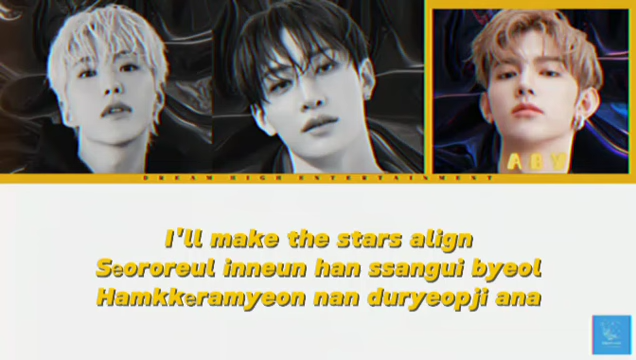 ABY
DREAM HIGH ENTERTAINMENT
I'll make the stars align
Seororeul inneun han ssangui byeol
Hamkkeramyeon nan duryeopji ana